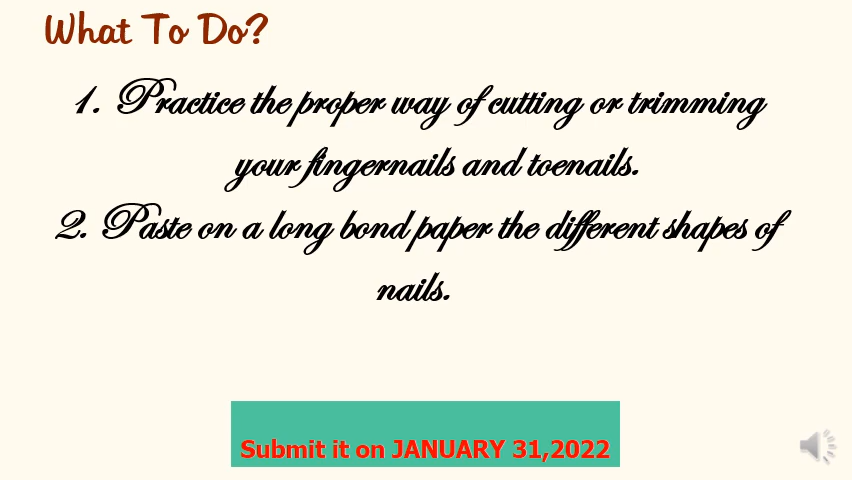 What To Do?
1. Practice the proper way of cutting or trimming
your fingernails and toenails.
2. Paste on a long bond paper the different shapes of
nails.
Submit it on JANUARY 31,2022